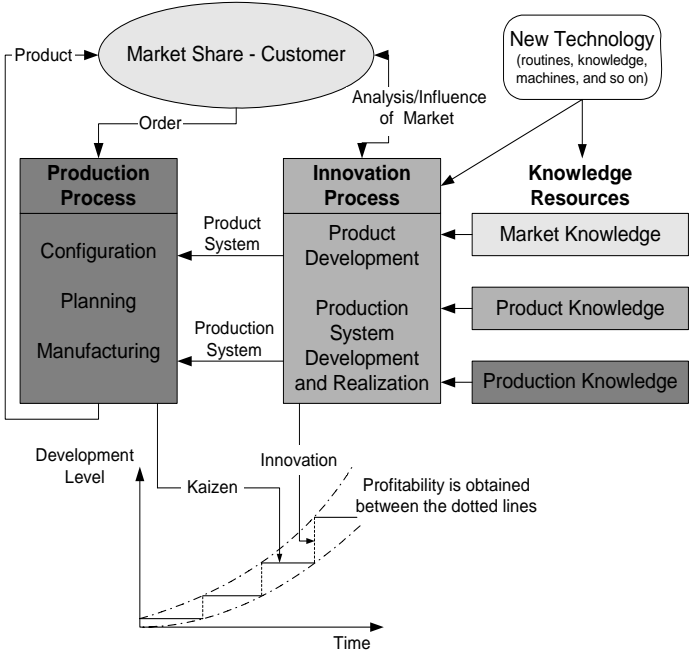 Product
Market Share - Customer
New Technology
(routines, knowledge,
machines, and so on)
Analysis/Influence
of Market
Order
Production
Process
Innovation
Process
Knowledge
Resources
Configuration
Planning
Manufacturing
Product
System
Production
System
Product
Development
Production
System
Development
and Realization
Market Knowledge
Product Knowledge
Production Knowledge
Development
Level
Kaizen
Innovation
Profitability is obtained
between the dotted lines
Time